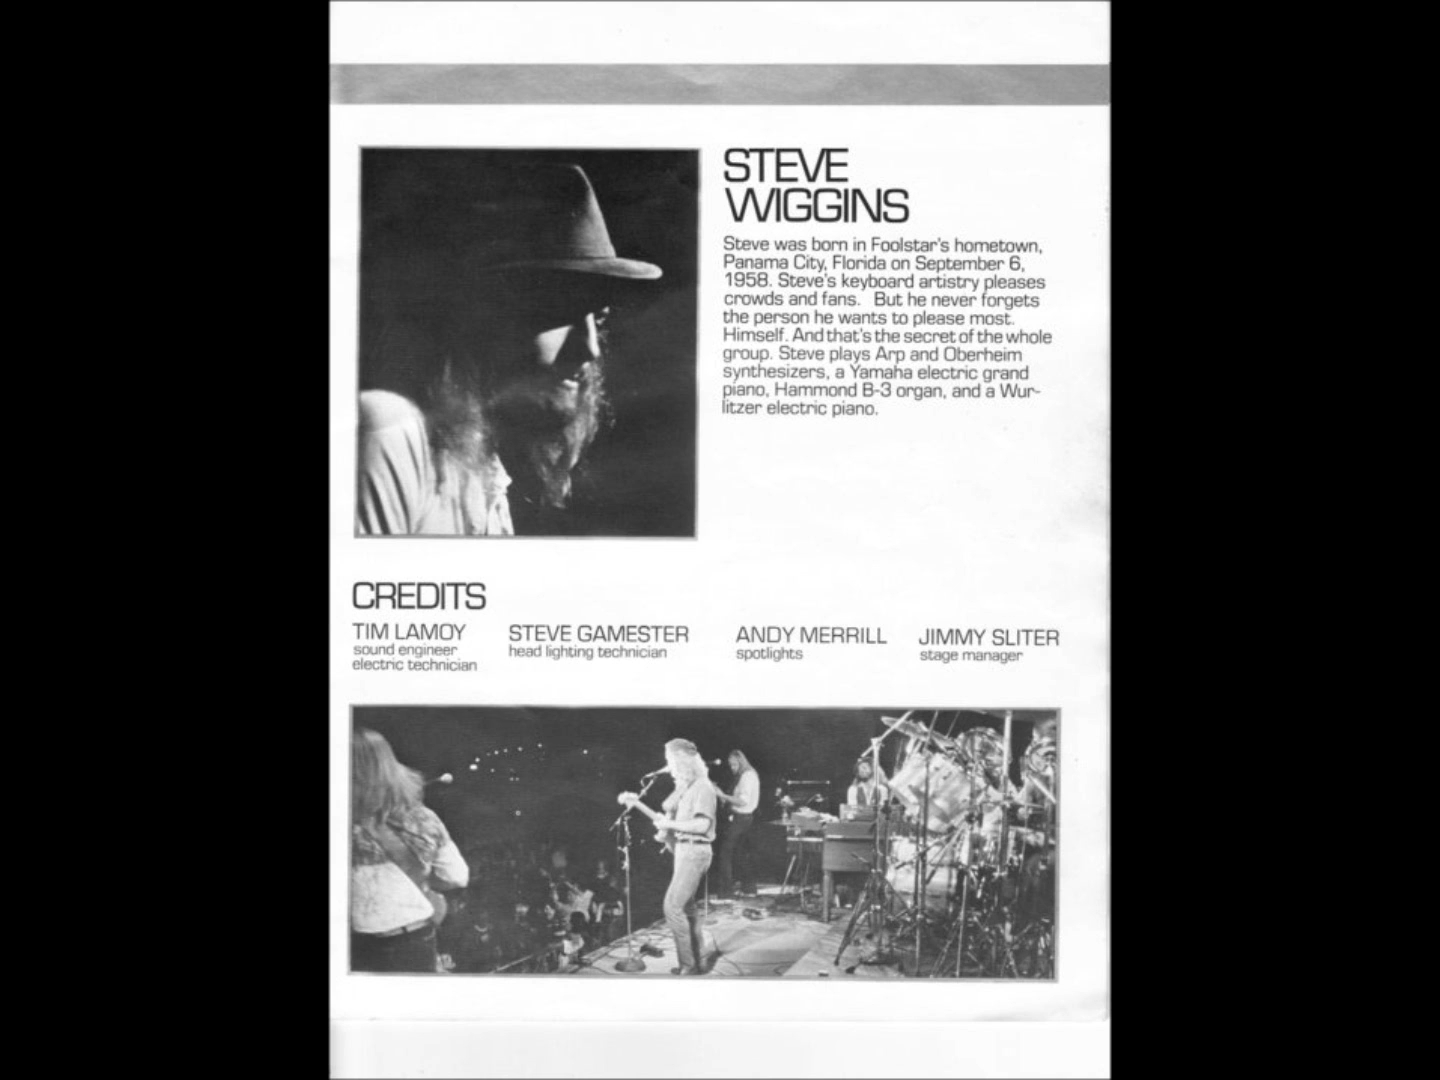 STEVE
WIGGINS
Steve was born in Foolstar's hometown,
Panama City, Florida on September 6,
1958. Steve's keyboard artistry pleases
crowds and fans. But he never forgets
the person he wants to please most.
Himself. And that's the secret of the whole
group. Steve plays Arp and Oberheim
synthesizers, a Yamaha electric grand
piano, Hammond B-3 organ, and a Wur-
litzer electric piano.
CREDITS
TIM LAMOY
sound engineer
electric technician
STEVE GAMESTER
head lighting technician
ANDY MERRILL
spotlights
JIMMY SLITER
stage manager